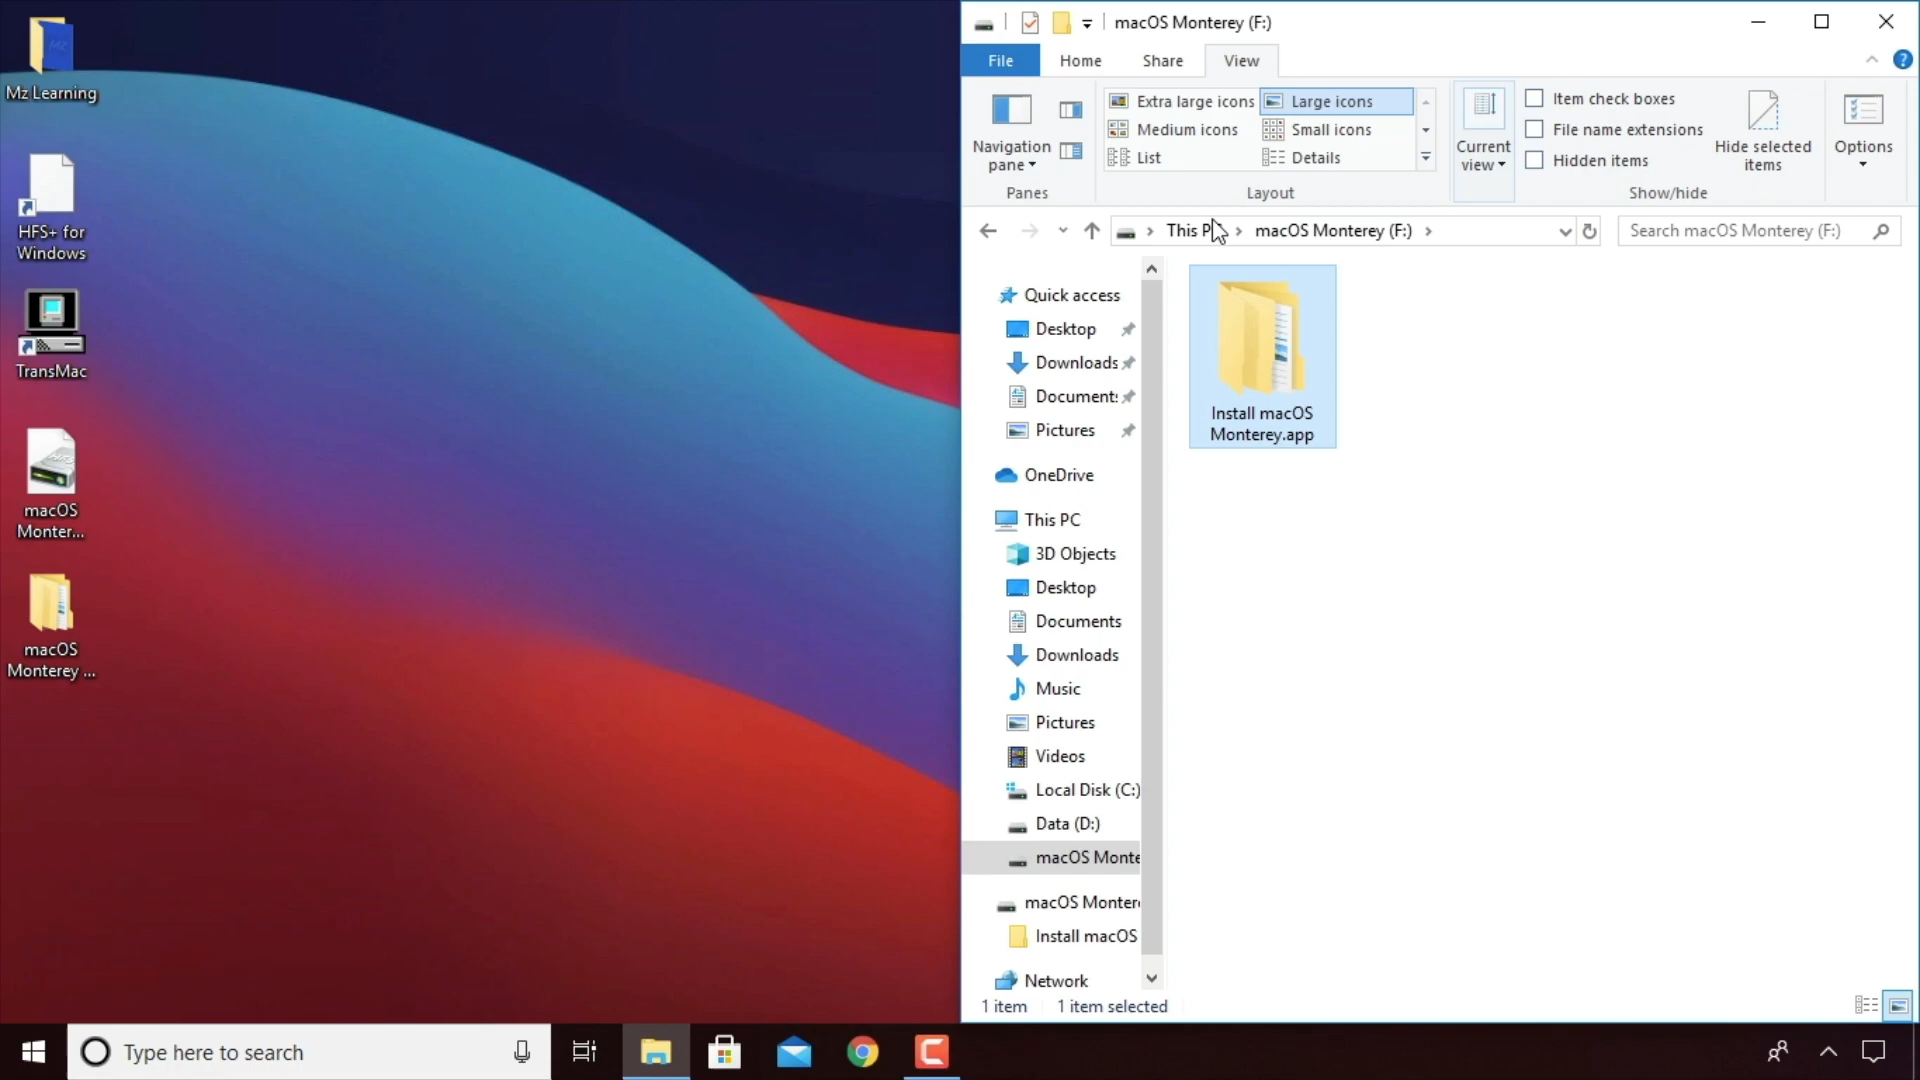 Mz Learning
HFS+ for
Windows
TransMac
macOS
Monter...
macOS
Monterey ...
macOS Monterey (F:)
File
Home
Share
View
?
Navigation
pane
Panes
Extra large icons
Large icons
Medium icons
Small icons
List
Details
Layout
Current
view
Item check boxes
File name extensions
Hidden items
Hide selected
items
Show/hide
Options
This P
macOS Monterey (F:)
Search macOS Monterey (F:)
Quick access
Desktop
Downloads
Document
Pictures
OneDrive
This PC
3D Objects
Desktop
Documents
Downloads
Music
Pictures
Videos
Local Disk (C:)
Data (D:)
macOS Monte
macOS Monter
Install macOS
Network
Install macOS
Monterey.app
1 item
1 item selected
Type here to search